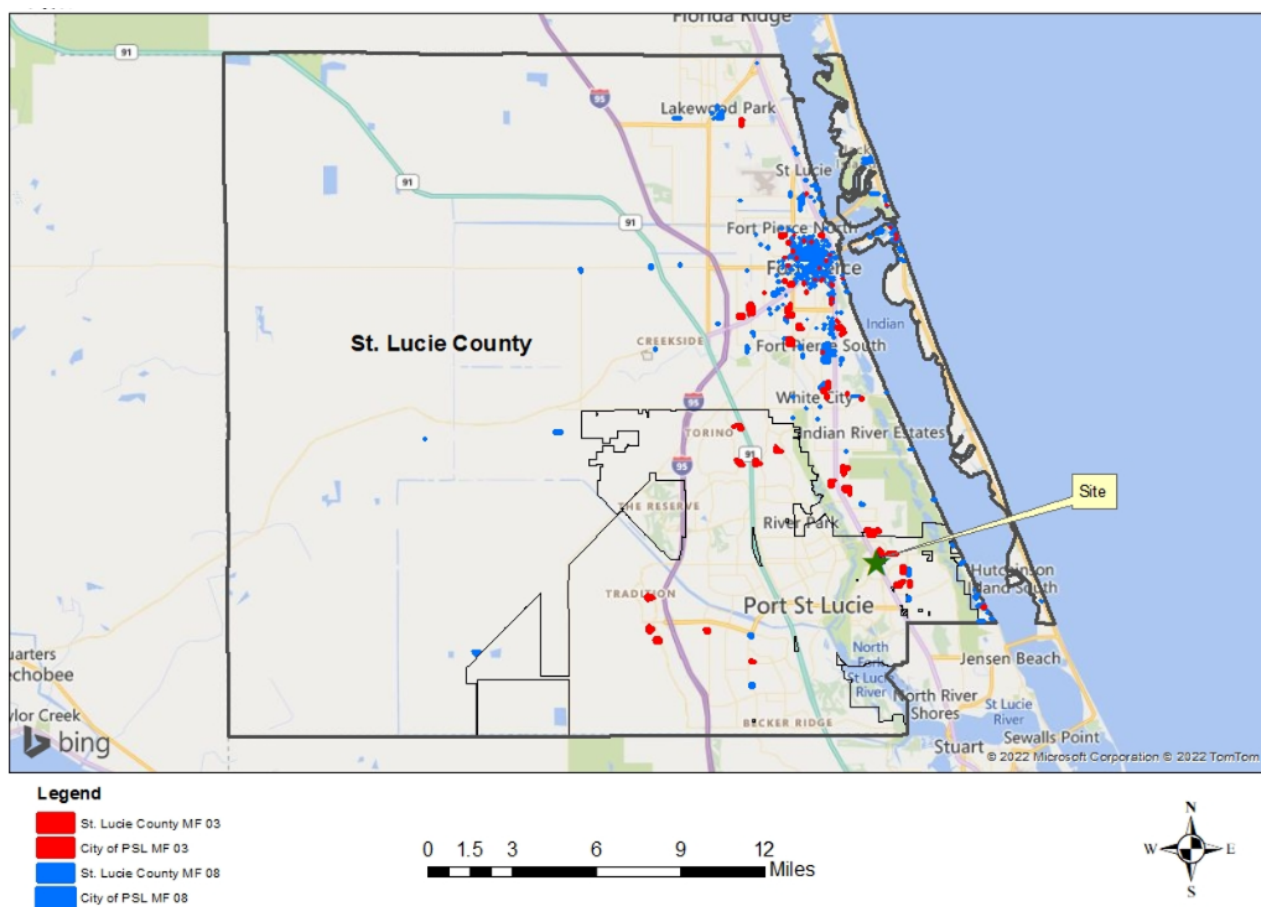 Florida Ridge
91
95
Lakewood Park
91
St Lucie
91
Fort Pierce North
Fort Pierce
Indian
St. Lucie County
CREEKSIDE
Fort Pierce South
95
White City
TORINO
Indian River Estates
91
95
Site
THE RESERVE
River Park
Hutchinson
Island South
TRADITION
Port St Lucie
North
Fork
St Lucie
River
Jensen Beach
uarters
echobee
North River
Shores
St Lucie
River
ylor Creek
BECKER RIDGE
Sewalls Point
bing
Stuart
© 2022 Microsoft Corporation © 2022 TomTom
Legend
St. Lucie County MF 03
City of PSL MF 03
St. Lucie County MF 08
City of PSL MF 08
0 1.5 3 6 9 12
Miles
N
W E
S